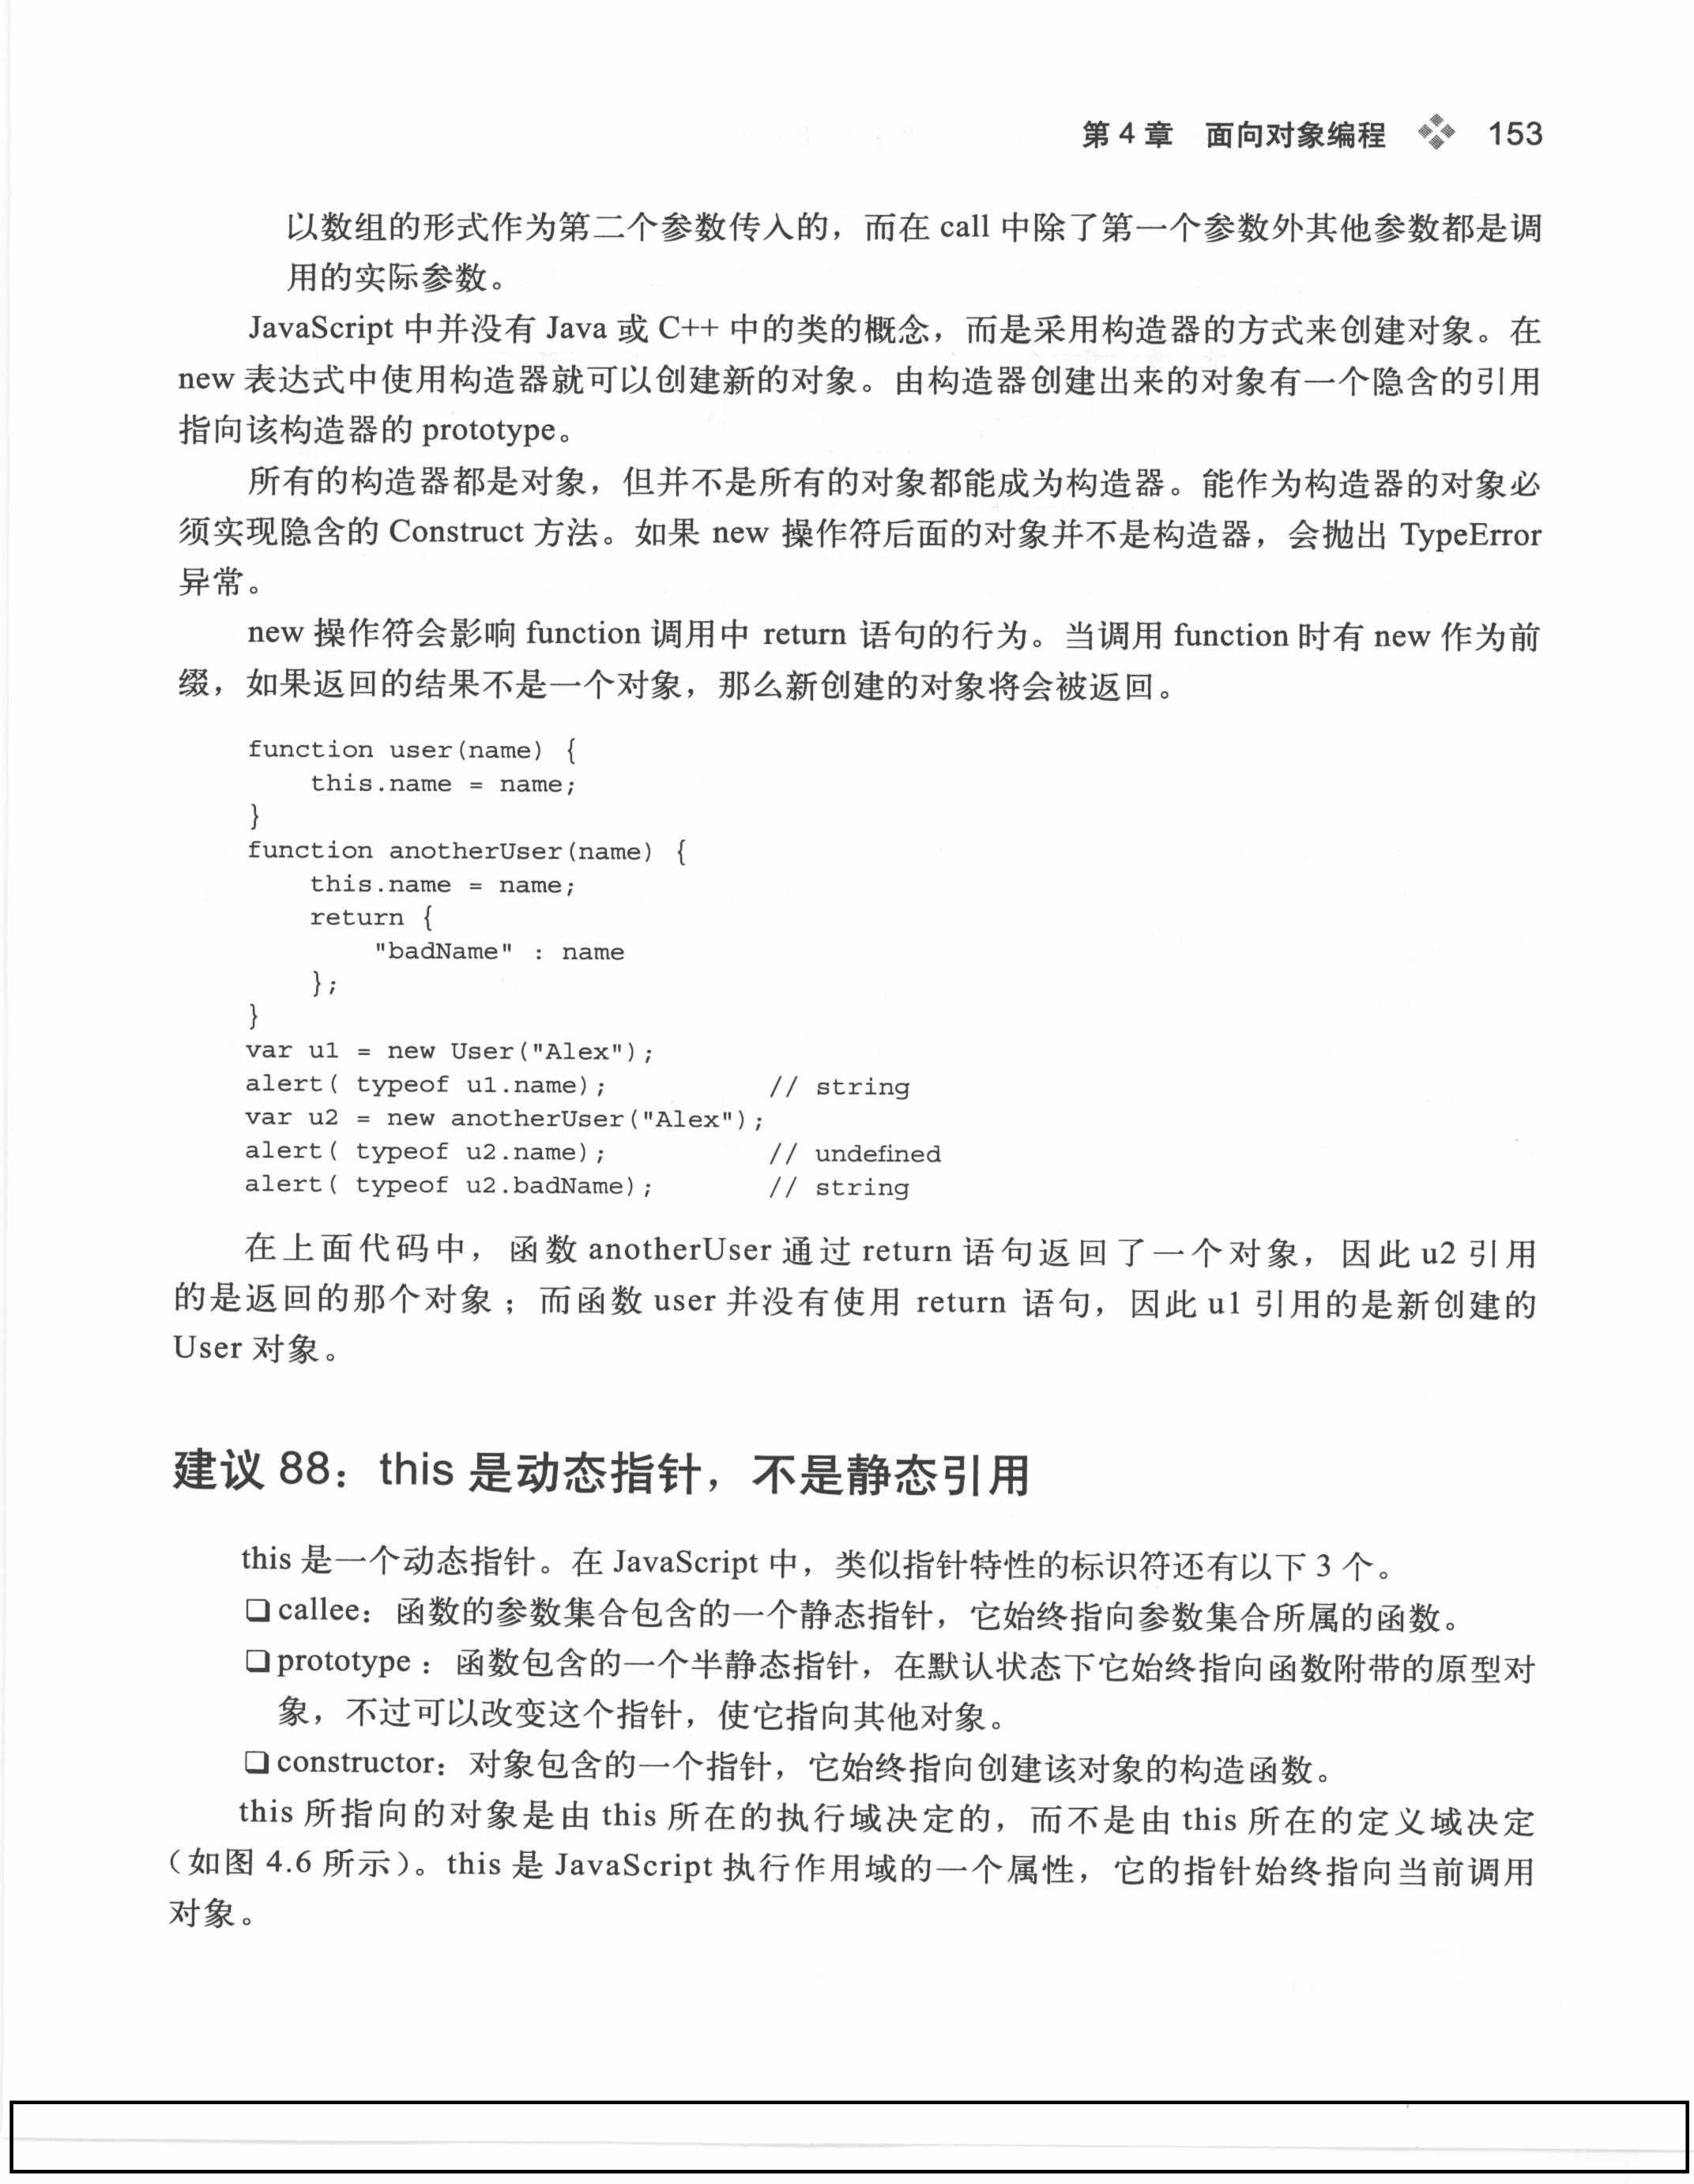 第 4 章　面向对象编程　153
以数组的形式作为第二个参数传入的，而在 call 中除了第一个参数外其他参数都是调
用的实际参数。
JavaScript 中并没有 Java 或 C++ 中的类的概念，而是采用构造器的方式来创建对象。在
new 表达式中使用构造器就可以创建新的对象。由构造器创建出来的对象有一个隐含的引用
指向该构造器的 prototype。
所有的构造器都是对象，但并不是所有的对象都能成为构造器。能作为构造器的对象必
须实现隐含的 Construct 方法。如果 new 操作符后面的对象并不是构造器，会抛出 TypeError
异常。
new 操作符会影响 function 调用中 return 语句的行为。当调用 function 时有 new 作为前
缀，如果返回的结果不是一个对象，那么新创建的对象将会被返回。
function user(name) {
    this.name = name;
}
function anotherUser(name) {
    this.name = name;
    return {
        "badName" : name
    };
}
var u1 = new User("Alex");
alert( typeof u1.name);          // string
var u2 = new anotherUser("Alex");
alert( typeof u2.name);          // undefined
alert( typeof u2.badName);       // string
在上面代码中，函数 anotherUser 通过 return 语句返回了一个对象，因此 u2 引用
的是返回的那个对象；而函数 user 并没有使用 return 语句，因此 u1 引用的是新创建的
User 对象。
建议 88：this 是动态指针，不是静态引用
this 是一个动态指针。在 JavaScript 中，类似指针特性的标识符还有以下 3 个。
❑ callee：函数的参数集合包含的一个静态指针，它始终指向参数集合所属的函数。
❑ prototype：函数包含的一个半静态指针，在默认状态下它始终指向函数附带的原型对
象，不过可以改变这个指针，使它指向其他对象。
❑ constructor：对象包含的一个指针，它始终指向创建该对象的构造函数。
this 所指向的对象是由 this 所在的执行域决定的，而不是由 this 所在的定义域决定
（如图 4.6 所示）。this 是 JavaScript 执行作用域的一个属性，它的指针始终指向当前调用
对象。